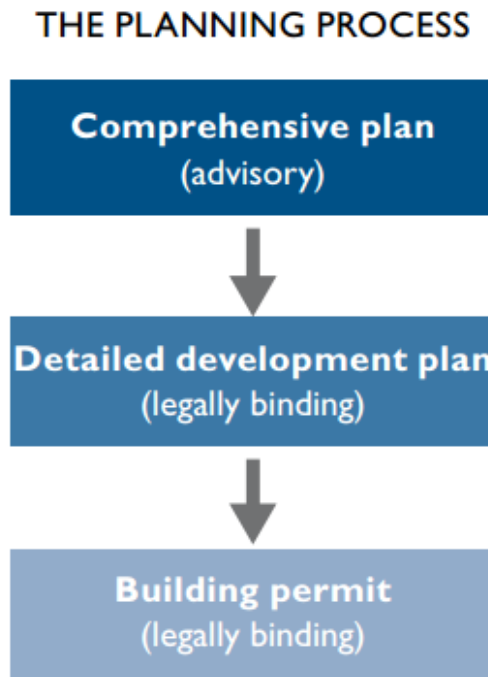 THE PLANNING PROCESS
Comprehensive plan
(advisory)
Detailed development plan
(legally binding)
Building permit
(legally binding)